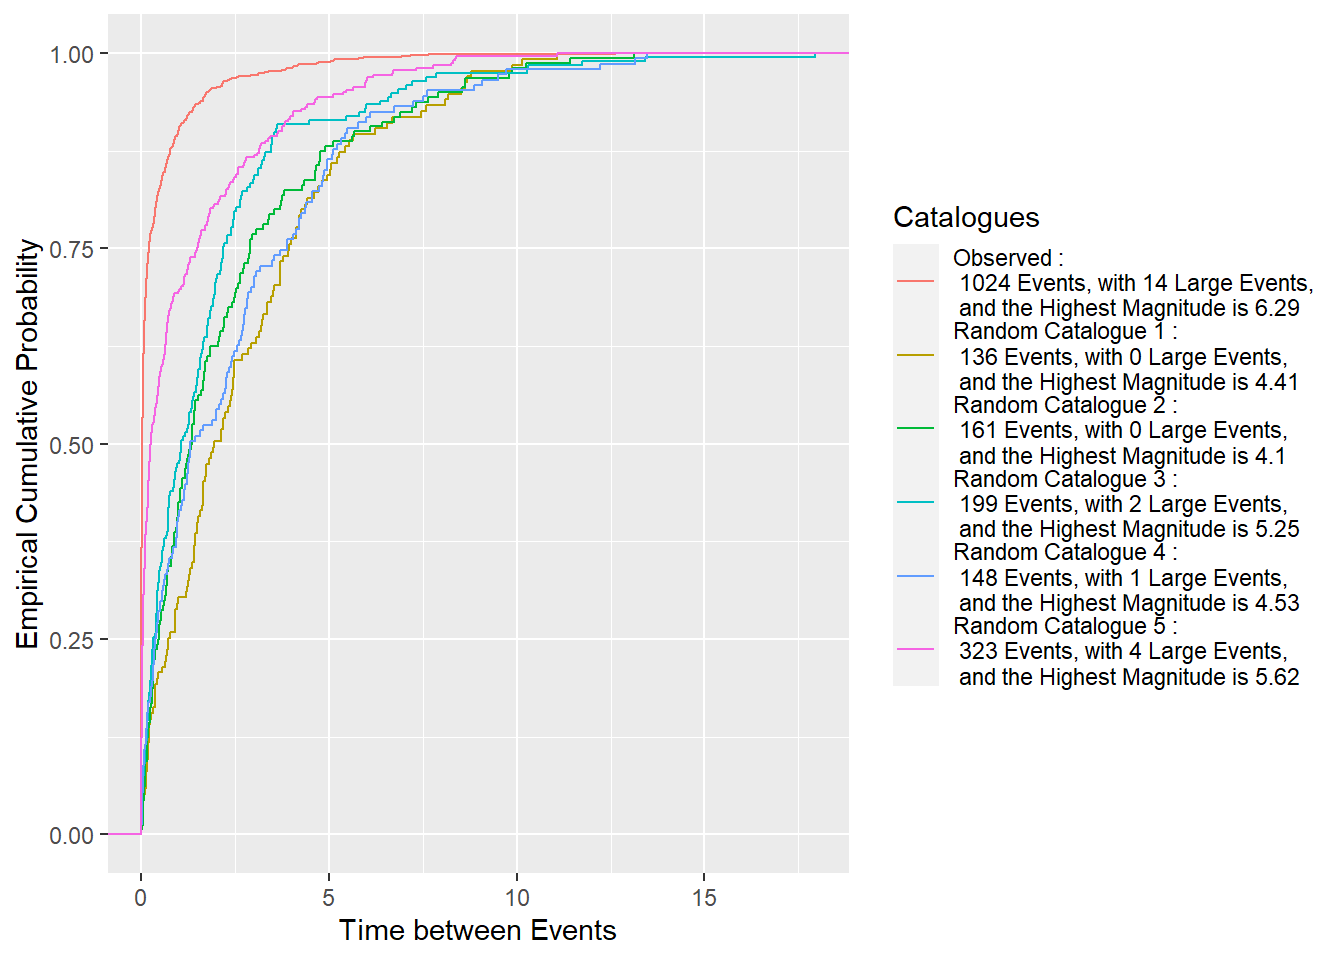 1.00
0.75
0.50
0.25
0.00
Empirical Cumulative Probability
0
5
10
15
Time between Events
Catalogues
Observed :
1024 Events, with 14 Large Events,
and the Highest Magnitude is 6.29
Random Catalogue 1 :
136 Events, with 0 Large Events,
and the Highest Magnitude is 4.41
Random Catalogue 2 :
161 Events, with 0 Large Events,
and the Highest Magnitude is 4.1
Random Catalogue 3 :
199 Events, with 2 Large Events,
and the Highest Magnitude is 5.25
Random Catalogue 4 :
148 Events, with 1 Large Events,
and the Highest Magnitude is 4.53
Random Catalogue 5 :
323 Events, with 4 Large Events,
and the Highest Magnitude is 5.62